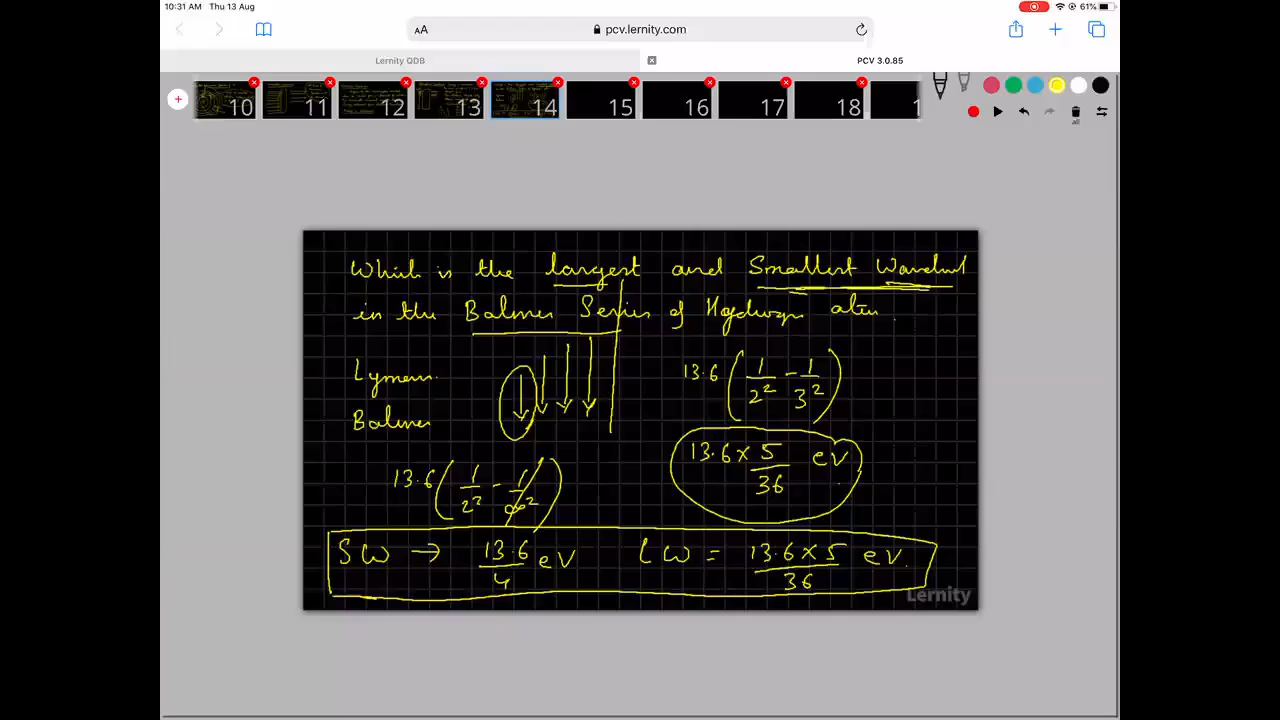 10:31 AM Thu 13 Aug
61%
AA
pcv.lernity.com
Lernity QDB
PCV 3.0.85
10 11 12 13 14 15 16 17 18 1
all
Which is the largest and Smallest
in the Balmer Series of Hydrogen atom
Lyman
Balmer
13.6 (1/2² - 1/3²)
13.6 × 5/36 eV
13.6 (1/2² - 1/∞²)
SW → 13.6/4 eV LW = 13.6 × 5/36 eV
Lernity